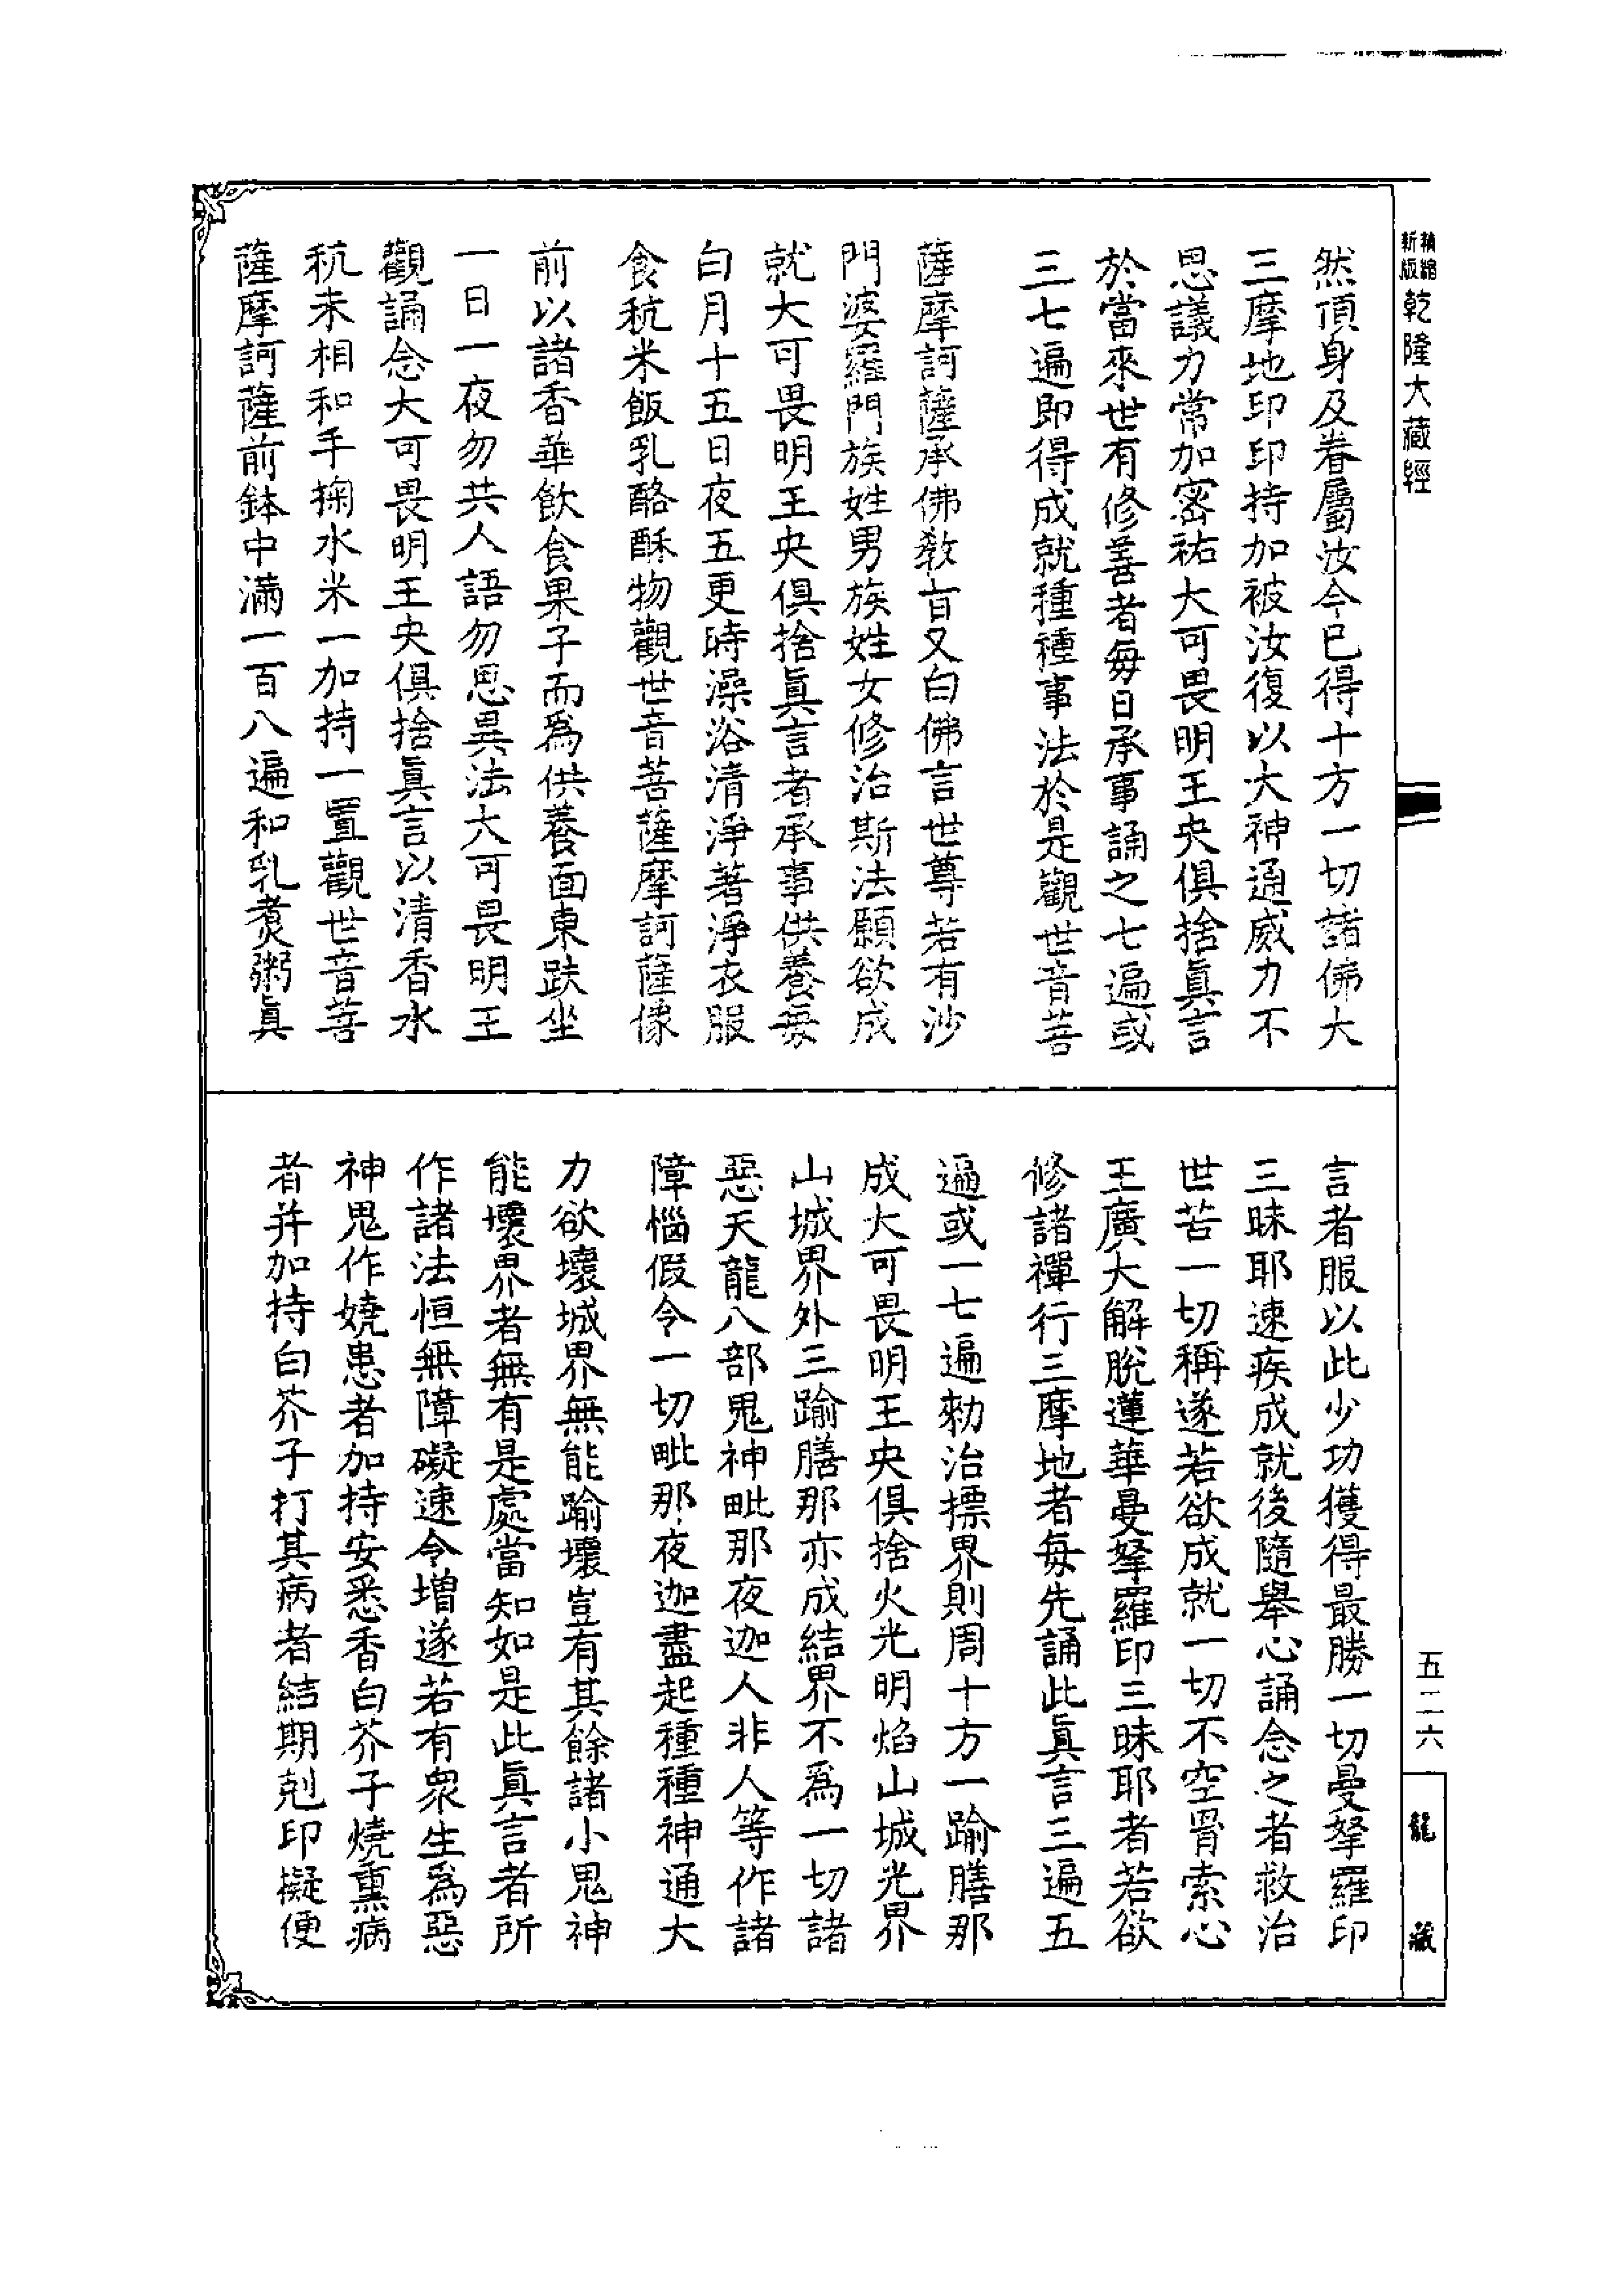 精縮新版乾隆大藏經
然頂身及眷屬汝今已得十方一切諸佛大
三摩地印印持加被汝復以大神通威力不
思議力常加密祐大可畏明王央俱捨眞言
於當來世有修善者每日承事誦之七遍或
三七遍即得成就種種事法於是觀世音菩
薩摩訶薩承佛敎旨又白佛言世尊若有沙
門婆羅門族姓男族姓女修治斯法願欲成
就大可畏明王央俱捨眞言者承事供養每
白月十五日夜五更時澡浴清淨著淨衣服
食秔米飯乳酪酥物觀世音菩薩摩訶薩像
前以諸香華飲食果子而爲供養面東趺坐
一日一夜勿共人語勿思異法大可畏明王
觀誦念大可畏明王央俱捨眞言以清香水
秔米相和和手掬水米一加持一置觀世音菩
薩摩訶薩前鉢中滿一百八遍和乳煑粥眞
言者服以此少功獲得最勝一切曼拏羅印
三昧耶速疾成就後隨舉心誦念之者救治
世苦一切稱遂若欲成就一切不空罥索心
王廣大解脫蓮華曼拏羅印三昧耶者若欲
修諸禪行三摩地者每先誦此眞言三遍五
遍或一七遍勑治摽界則周十方一踰膳那
成大可畏明王央俱捨火光明焰山城光界
山城界外三踰膳那亦成結界不爲一切諸
惡天龍八部鬼神毗那夜迦人非人等作諸
障惱假令一切毗那夜迦盡起種種神通大
力欲壞城界無能踰壞豈有其餘諸小鬼神
能壞界者無有是處當知如是此眞言者所
作諸法恒無障礙速令增遂若有衆生爲惡
神鬼作嬈患者加持安悉香白芥子燒熏病
者并加持白芥子打其病者結期剋印擬便
五二六
龍藏